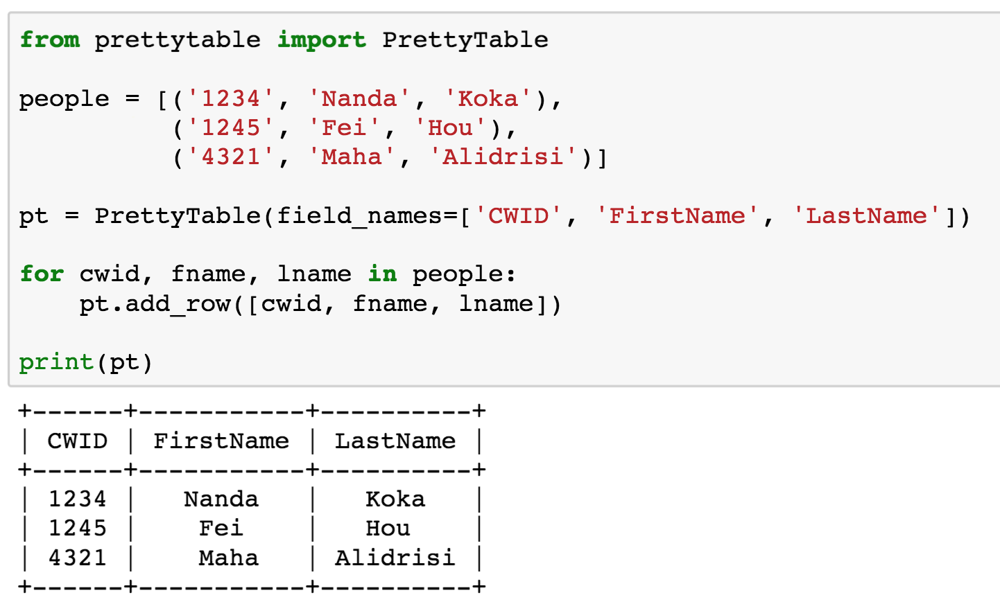 from prettytable import PrettyTable
people = [('1234', 'Nanda', 'Koka'),
          ('1245', 'Fei', 'Hou'),
          ('4321', 'Maha', 'Alidrisi')]
pt = PrettyTable(field_names=['CWID', 'FirstName', 'LastName'])
for cwid, fname, lname in people:
    pt.add_row([cwid, fname, lname])
print(pt)
+------+-----------+----------+
| CWID | FirstName | LastName |
+------+-----------+----------+
| 1234 |   Nanda   |   Koka   |
| 1245 |    Fei    |   Hou    |
| 4321 |    Maha   | Alidrisi |
+------+-----------+----------+